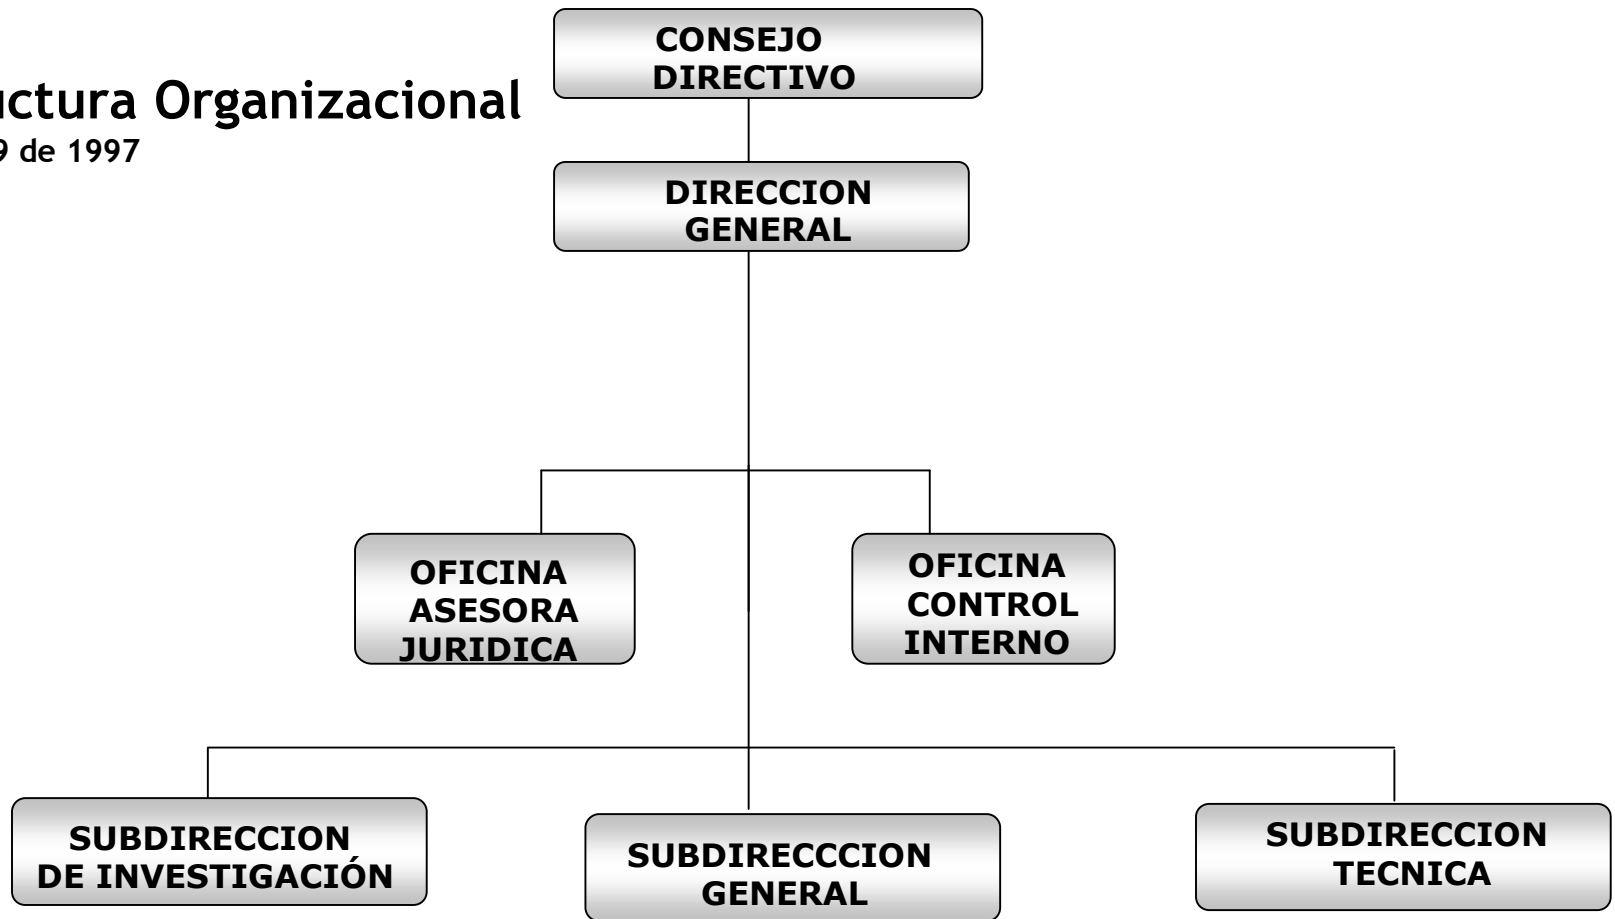 CONSEJO
DIRECTIVO
uctura Organizacional
9 de 1997
DIRECCION
GENERAL
OFICINA
ASESORA
JURIDICA
OFICINA
CONTROL
INTERNO
SUBDIRECCION
DE INVESTIGACIÓN
SUBDIRECCCION
GENERAL
SUBDIRECCION
TECNICA